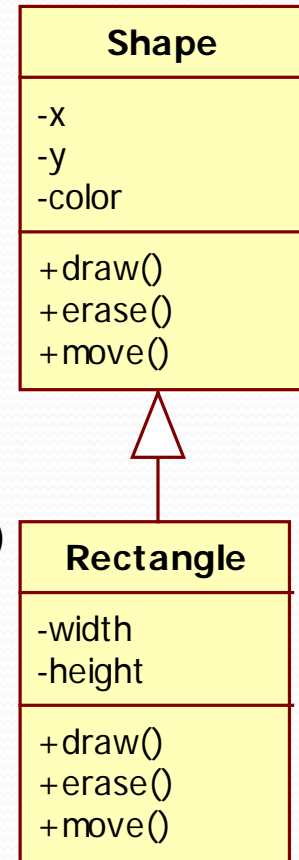 Shape
-x
-y
-color
+draw()
+erase()
+move()
)
Rectangle
-width
-height
+draw()
+erase()
+move()